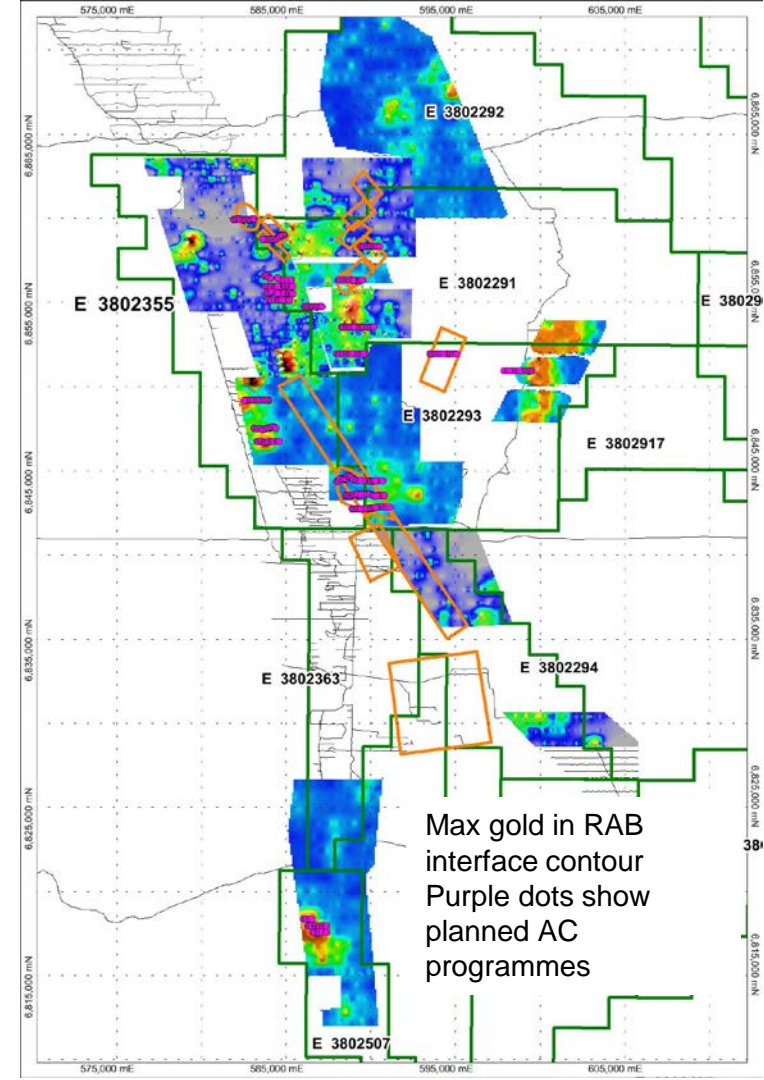 575,000 mE
585,000 mE
595,000 mE
605,000 mE
6,865,000 mN
6,865,000 mN
E 3802292
E 3802291
6,855,000 mN
6,855,000 mN
E 3802355
E 380290
E 3802293
E 3802917
6,845,000 mN
6,845,000 mN
6,835,000 mN
6,835,000 mN
E 3802294
E 3802363
6,825,000 mN
6,825,000 mN
Max gold in RAB
interface contour
Purple dots show
planned AC
programmes
6,815,000 mN
6,815,000 mN
E 3802507
575,000 mE
585,000 mE
595,000 mE
605,000 mE